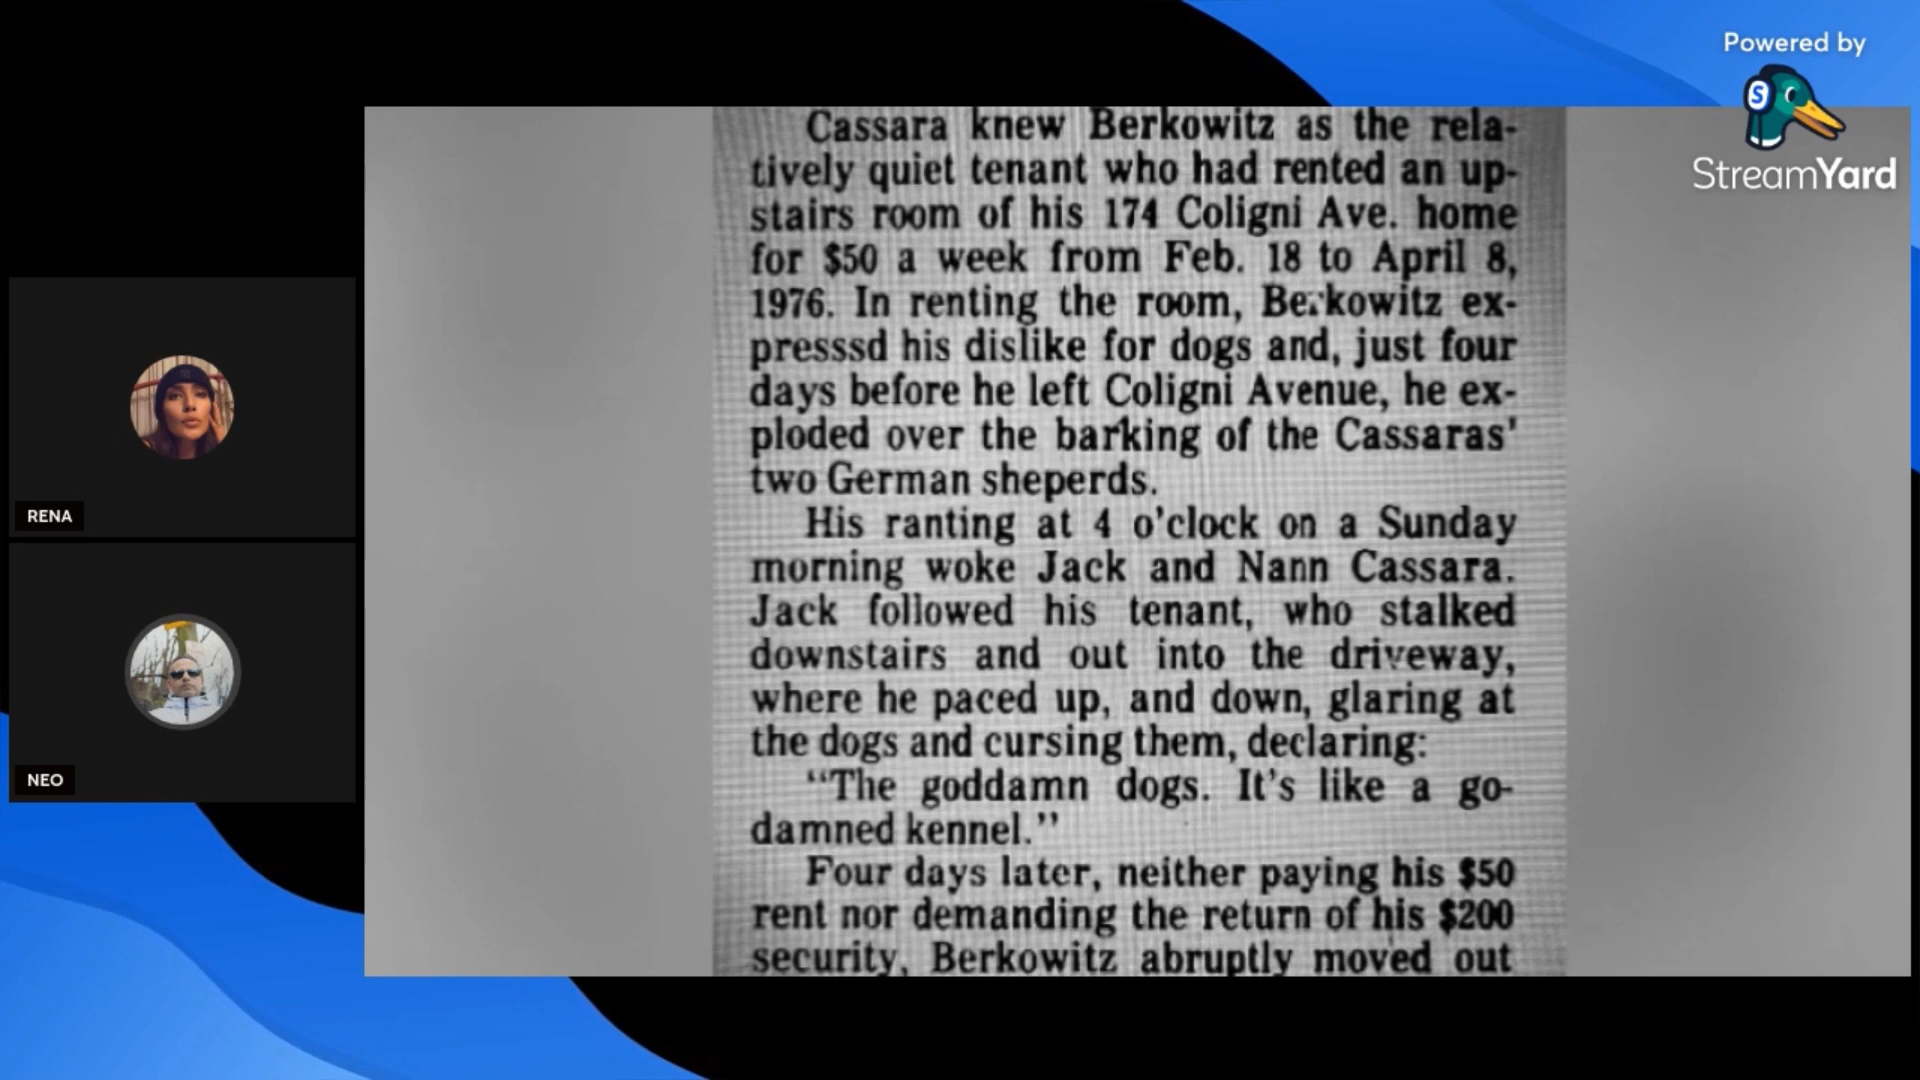 Powered by
StreamYard
Cassara knew Berkowitz as the rela-
tively quiet tenant who had rented an up-
stairs room of his 174 Coligni Ave. home
for $50 a week from Feb. 18 to April 8,
1976. In renting the room, Berkowitz ex-
presssd his dislike for dogs and, just four
days before he left Coligni Avenue, he ex-
ploded over the barking of the Cassaras'
two German sheperds.
His ranting at 4 o'clock on a Sunday
morning woke Jack and Nann Cassara.
Jack followed his tenant, who stalked
downstairs and out into the driveway,
where he paced up, and down, glaring at
the dogs and cursing them, declaring:
"The goddamn dogs. It's like a go-
damned kennel."
Four days later, neither paying his $50
rent nor demanding the return of his $200
security, Berkowitz abruptly moved out
RENA
NEO